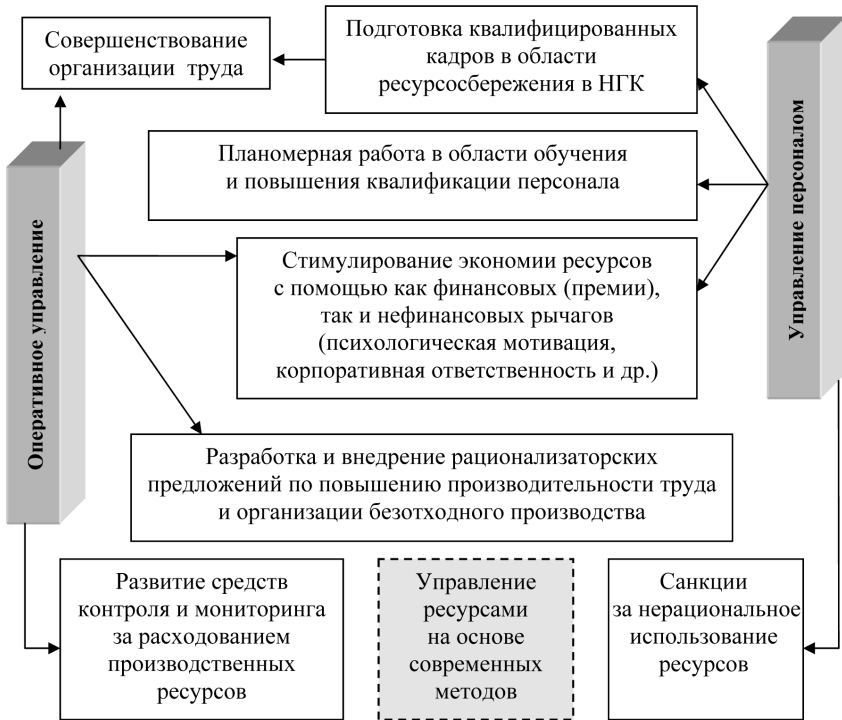 Совершенствование
организации труда
Подготовка квалифицированных
кадров в области
ресурсосбережения в НГК
Планомерная работа в области обучения
и повышения квалификации персонала
Оперативное управление
Управление персоналом
Стимулирование экономии ресурсов
с помощью как финансовых (премии),
так и нефинансовых рычагов
(психологическая мотивация,
корпоративная ответственность и др.)
Разработка и внедрение рационализаторских
предложений по повышению производительности труда
и организации безотходного производства
Развитие средств
контроля и мониторинга
за расходованием
производственных
ресурсов
Управление
ресурсами
на основе
современных
методов
Санкции
за нерациональное
использование
ресурсов